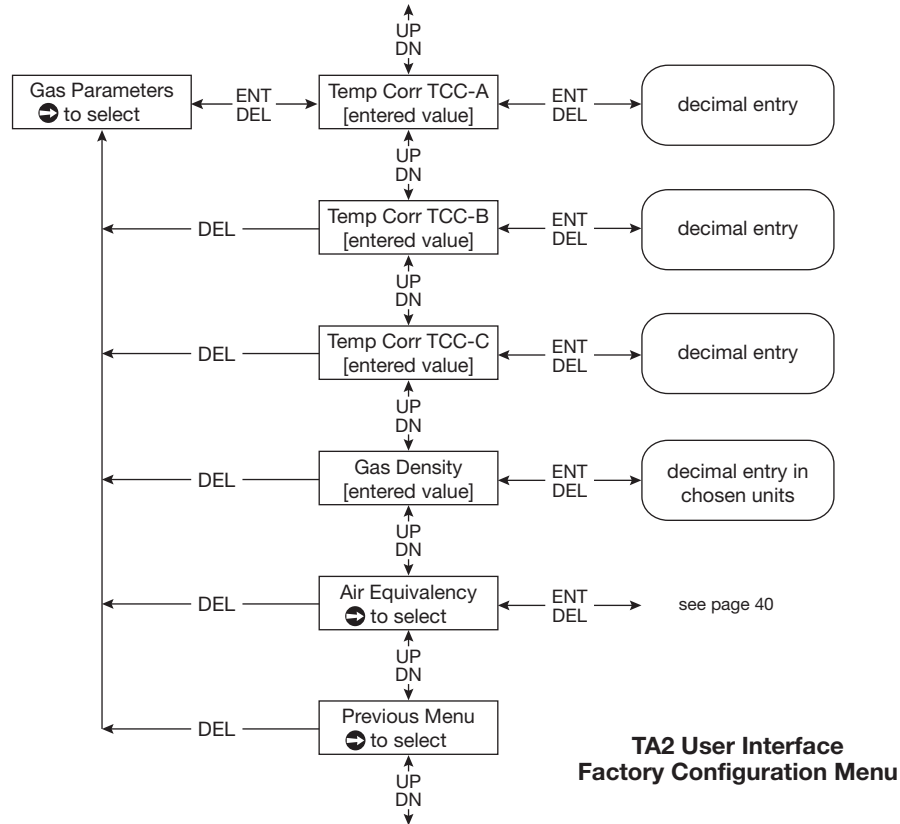 UP
DN
Gas Parameters
➲ to select
ENT
DEL
Temp Corr TCC-A
[entered value]
ENT
DEL
decimal entry
UP
DN
DEL
Temp Corr TCC-B
[entered value]
ENT
DEL
decimal entry
UP
DN
DEL
Temp Corr TCC-C
[entered value]
ENT
DEL
decimal entry
UP
DN
DEL
Gas Density
[entered value]
ENT
DEL
decimal entry in
chosen units
UP
DN
DEL
Air Equivalency
➲ to select
ENT
DEL
see page 40
UP
DN
DEL
Previous Menu
➲ to select
UP
DN
TA2 User Interface
Factory Configuration Menu